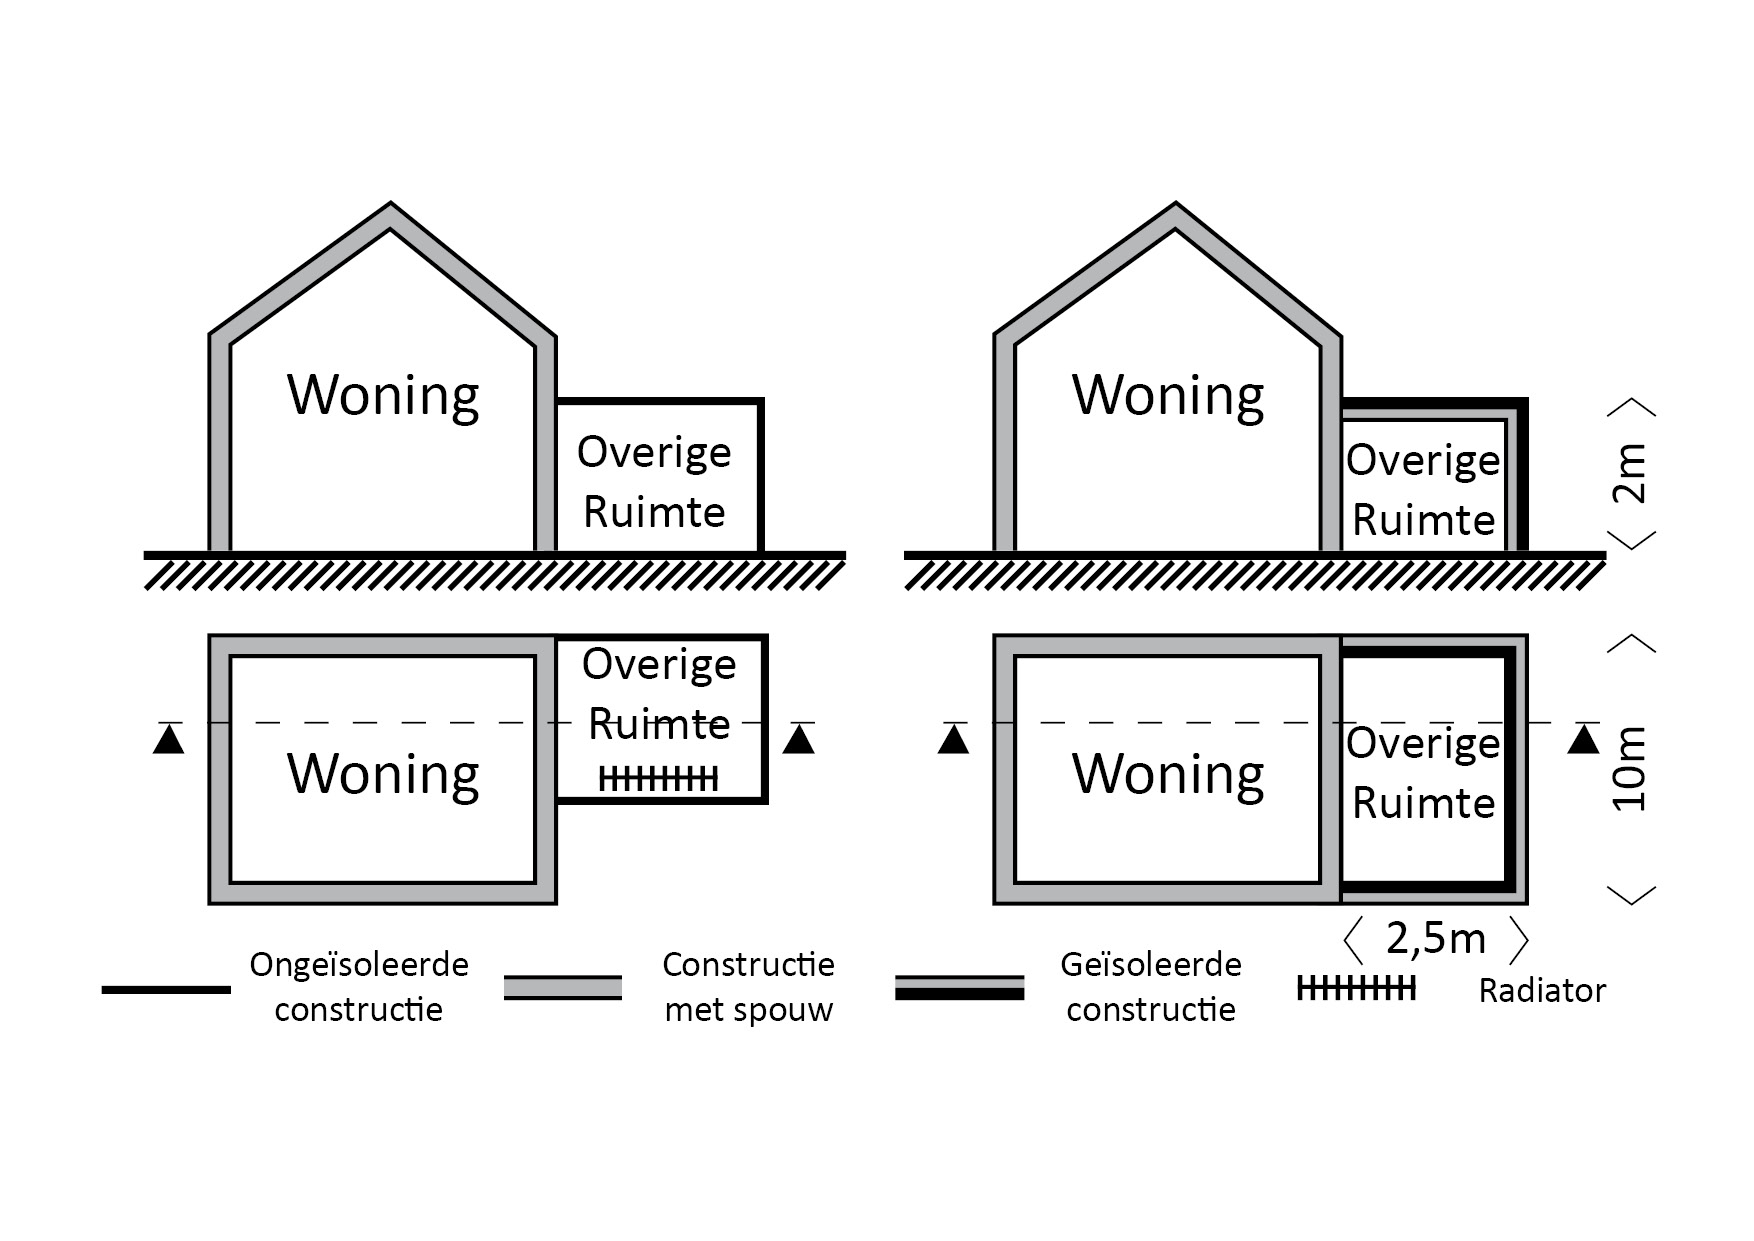 Woning
Overige
Ruimte
Woning
Overige
Ruimte
2m
Overige
Ruimte
Woning
Woning
Overige
Ruimte
10m
2,5m
Ongeïsoleerde
constructie
Constructie
met spouw
Geïsoleerde
constructie
Radiator